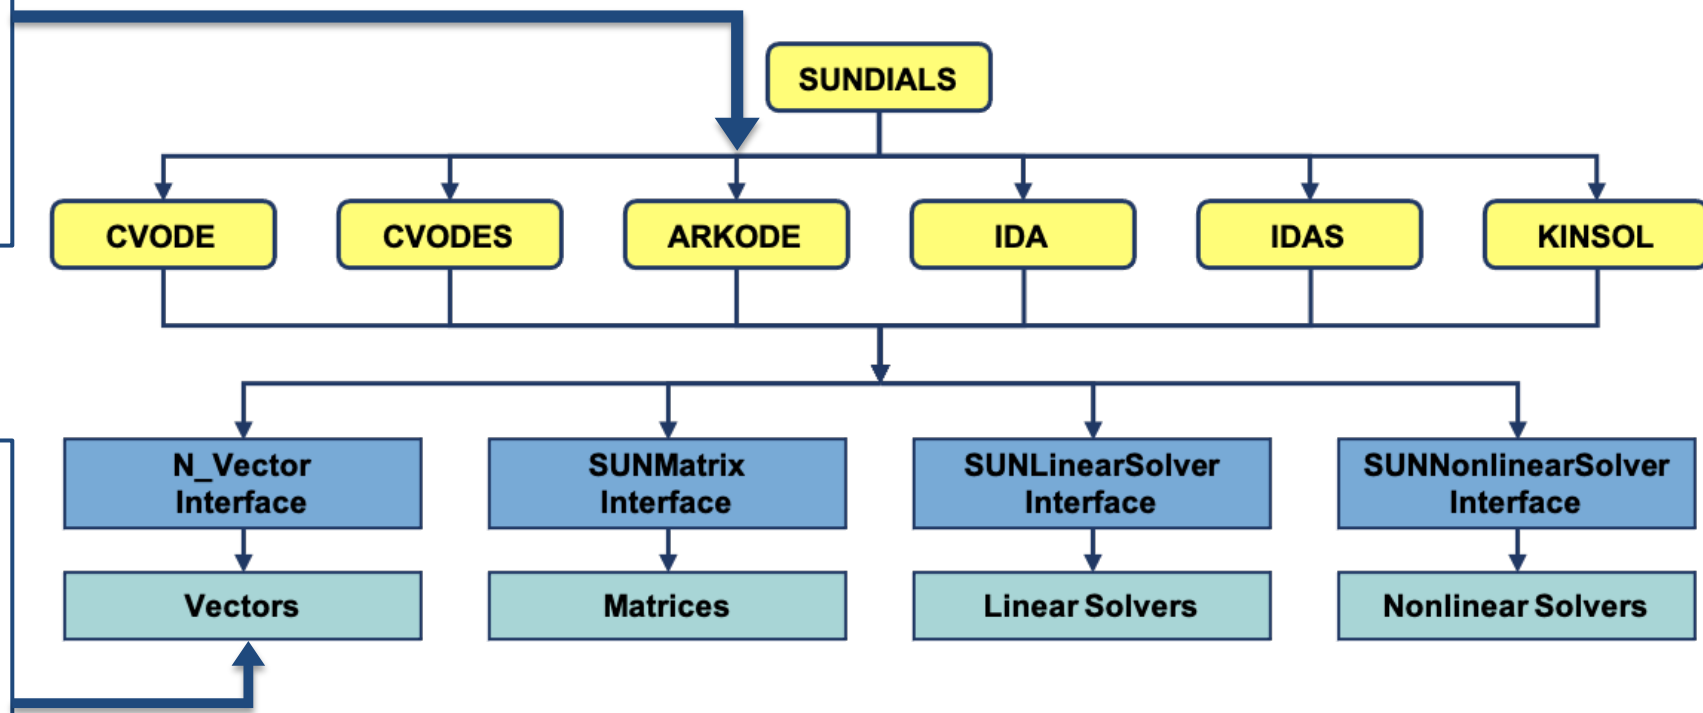 SUNDIALS
CVODE
CVODES
ARKODE
IDA
IDAS
KINSOL
N_Vector
Interface
SUNMatrix
Interface
SUNLinearSolver
Interface
SUNNonlinearSolver
Interface
Vectors
Matrices
Linear Solvers
Nonlinear Solvers